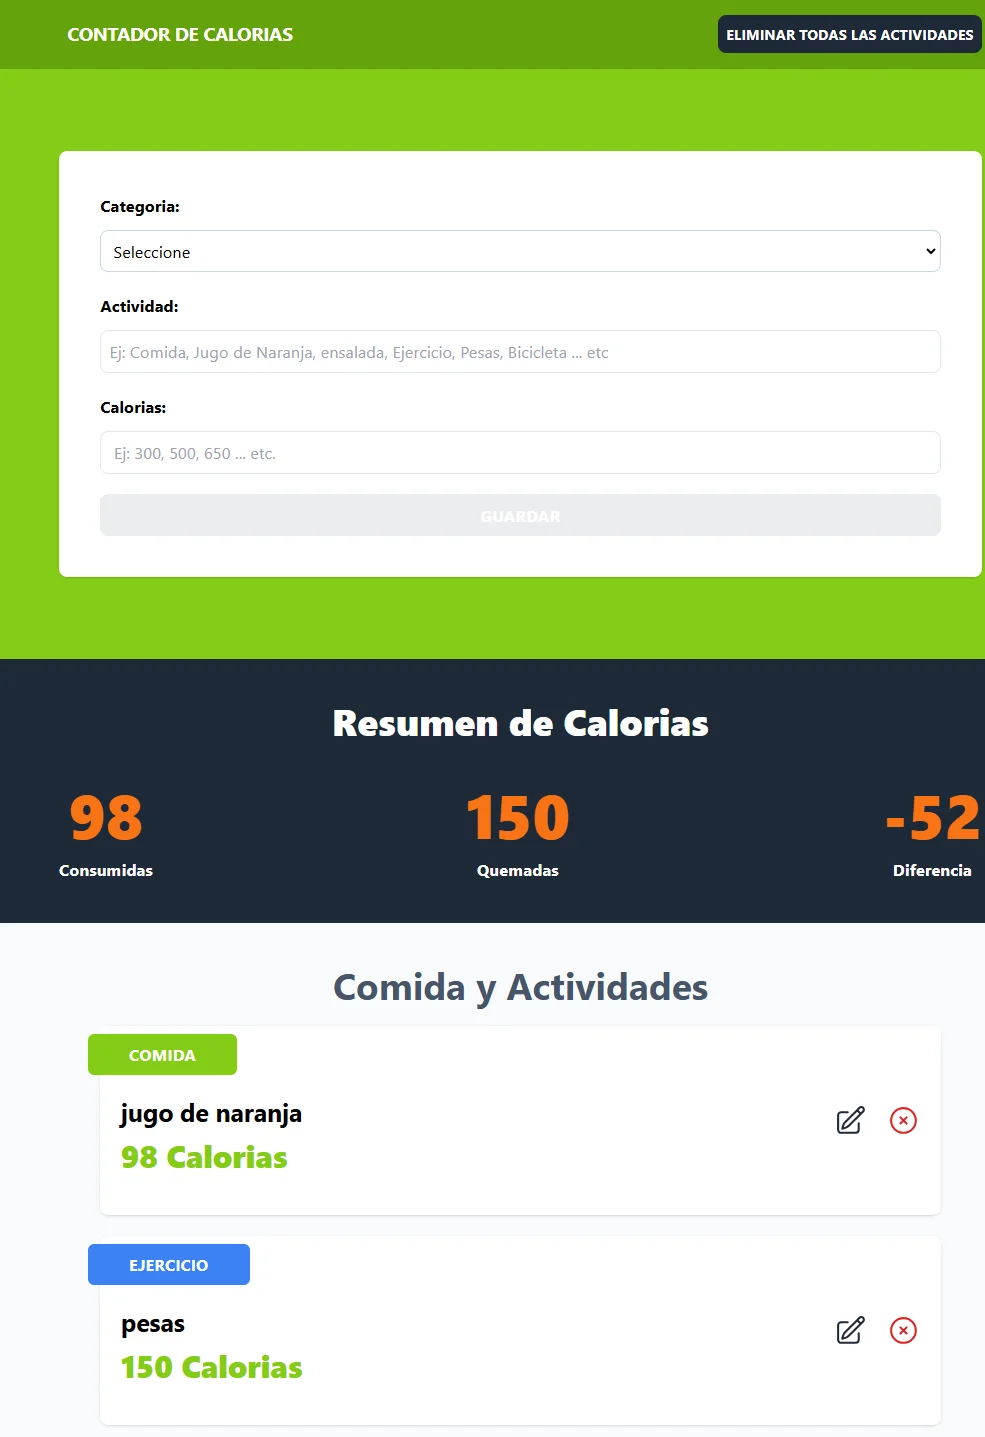 CONTADOR DE CALORIAS
ELIMINAR TODAS LAS ACTIVIDADES
Categoria:
Seleccione
Actividad:
Ej: Comida, Jugo de Naranja, ensalada, Ejercicio, Pesas, Bicicleta ... etc
Calorias:
Ej: 300, 500, 650 ... etc.
GUARDAR
Resumen de Calorias
98
Consumidas
150
Quemadas
-52
Diferencia
Comida y Actividades
COMIDA
jugo de naranja
98 Calorias
EJERCICIO
pesas
150 Calorias